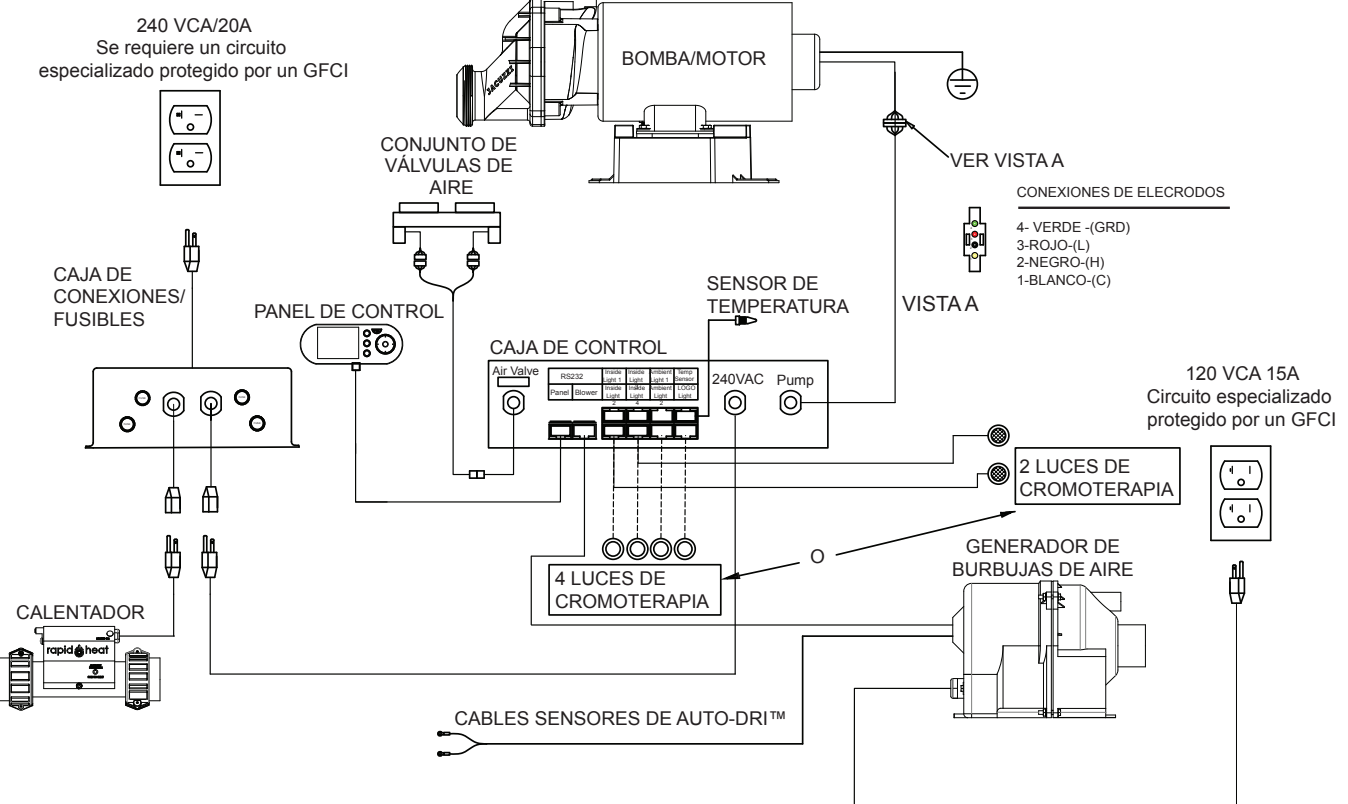 240 VCA/20A
Se requiere un circuito
especializado protegido por un GFCI
BOMBA/MOTOR
JACUZZI
CONJUNTO DE
VÁLVULAS DE
AIRE
VER VISTA A
CONEXIONES DE ELECRODOS
4- VERDE -(GRD)
3-ROJO-(L)
2-NEGRO-(H)
1-BLANCO-(C)
VISTA A
CAJA DE
CONEXIONES/
FUSIBLES
PANEL DE CONTROL
SENSOR DE
TEMPERATURA
CAJA DE CONTROL
Air Valve
RS232
Panel
Blower
Inside
Light 1
Inside
Light
Ambient
Light 1
Temp
Sensor
Inside
Light
2
Inside
Light
4
Ambient
Light
2
LOGO
Light
240VAC
Pump
120 VCA 15A
Circuito especializado
protegido por un GFCI
2 LUCES DE
CROMOTERAPIA
O
4 LUCES DE
CROMOTERAPIA
GENERADOR DE
BURBUJAS DE AIRE
CALENTADOR
rapid heat
CABLES SENSORES DE AUTO-DRI™